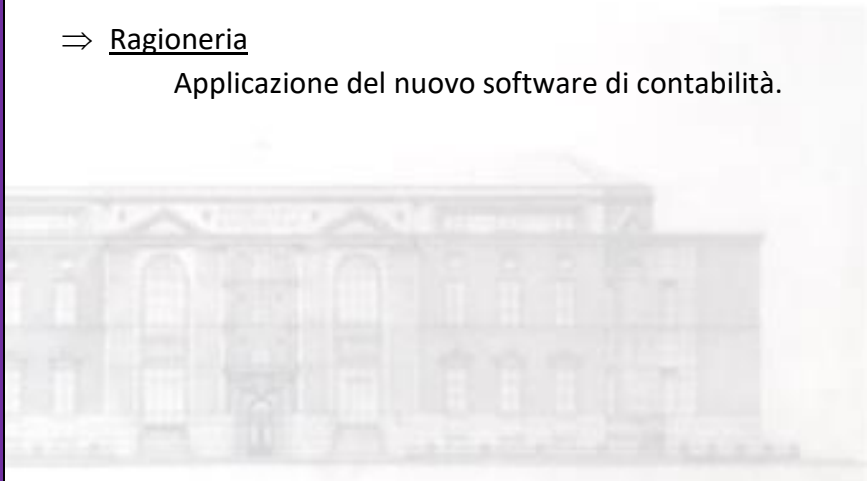 ⇒ Ragioneria
Applicazione del nuovo software di contabilità.